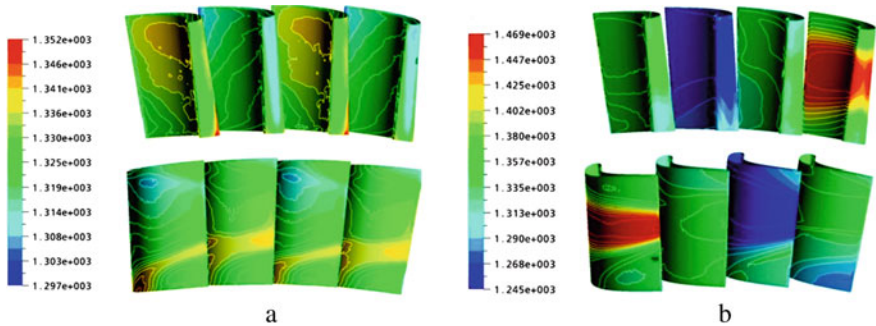 1.352e+003
1.346e+003
1.341e+003
1.336e+003
1.330e+003
1.325e+003
1.319e+003
1.314e+003
1.308e+003
1.303e+003
1.297e+003
a
1.469e+003
1.447e+003
1.425e+003
1.402e+003
1.380e+003
1.357e+003
1.335e+003
1.313e+003
1.290e+003
1.268e+003
1.245e+003
b